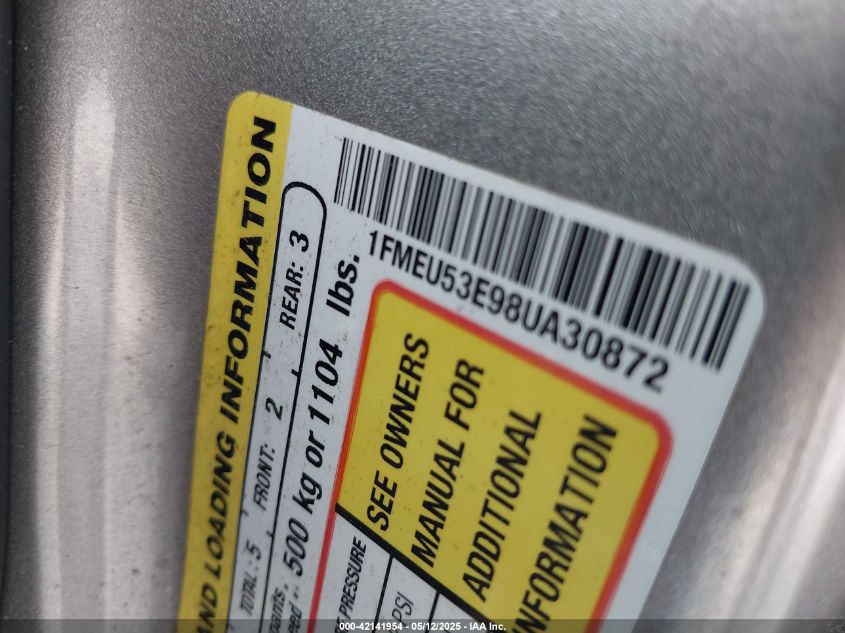 AND LOADING INFORMATION
TOTAL: 5 FRONT: 2 REAR: 3
500 kg or 1104 lbs.
1FMEU53E98UA30872
SEE OWNERS
MANUAL FOR
ADDITIONAL
INFORMATION
PRESSURE
PSI
000-42141954 - 05/12/2025 - IAA Inc.